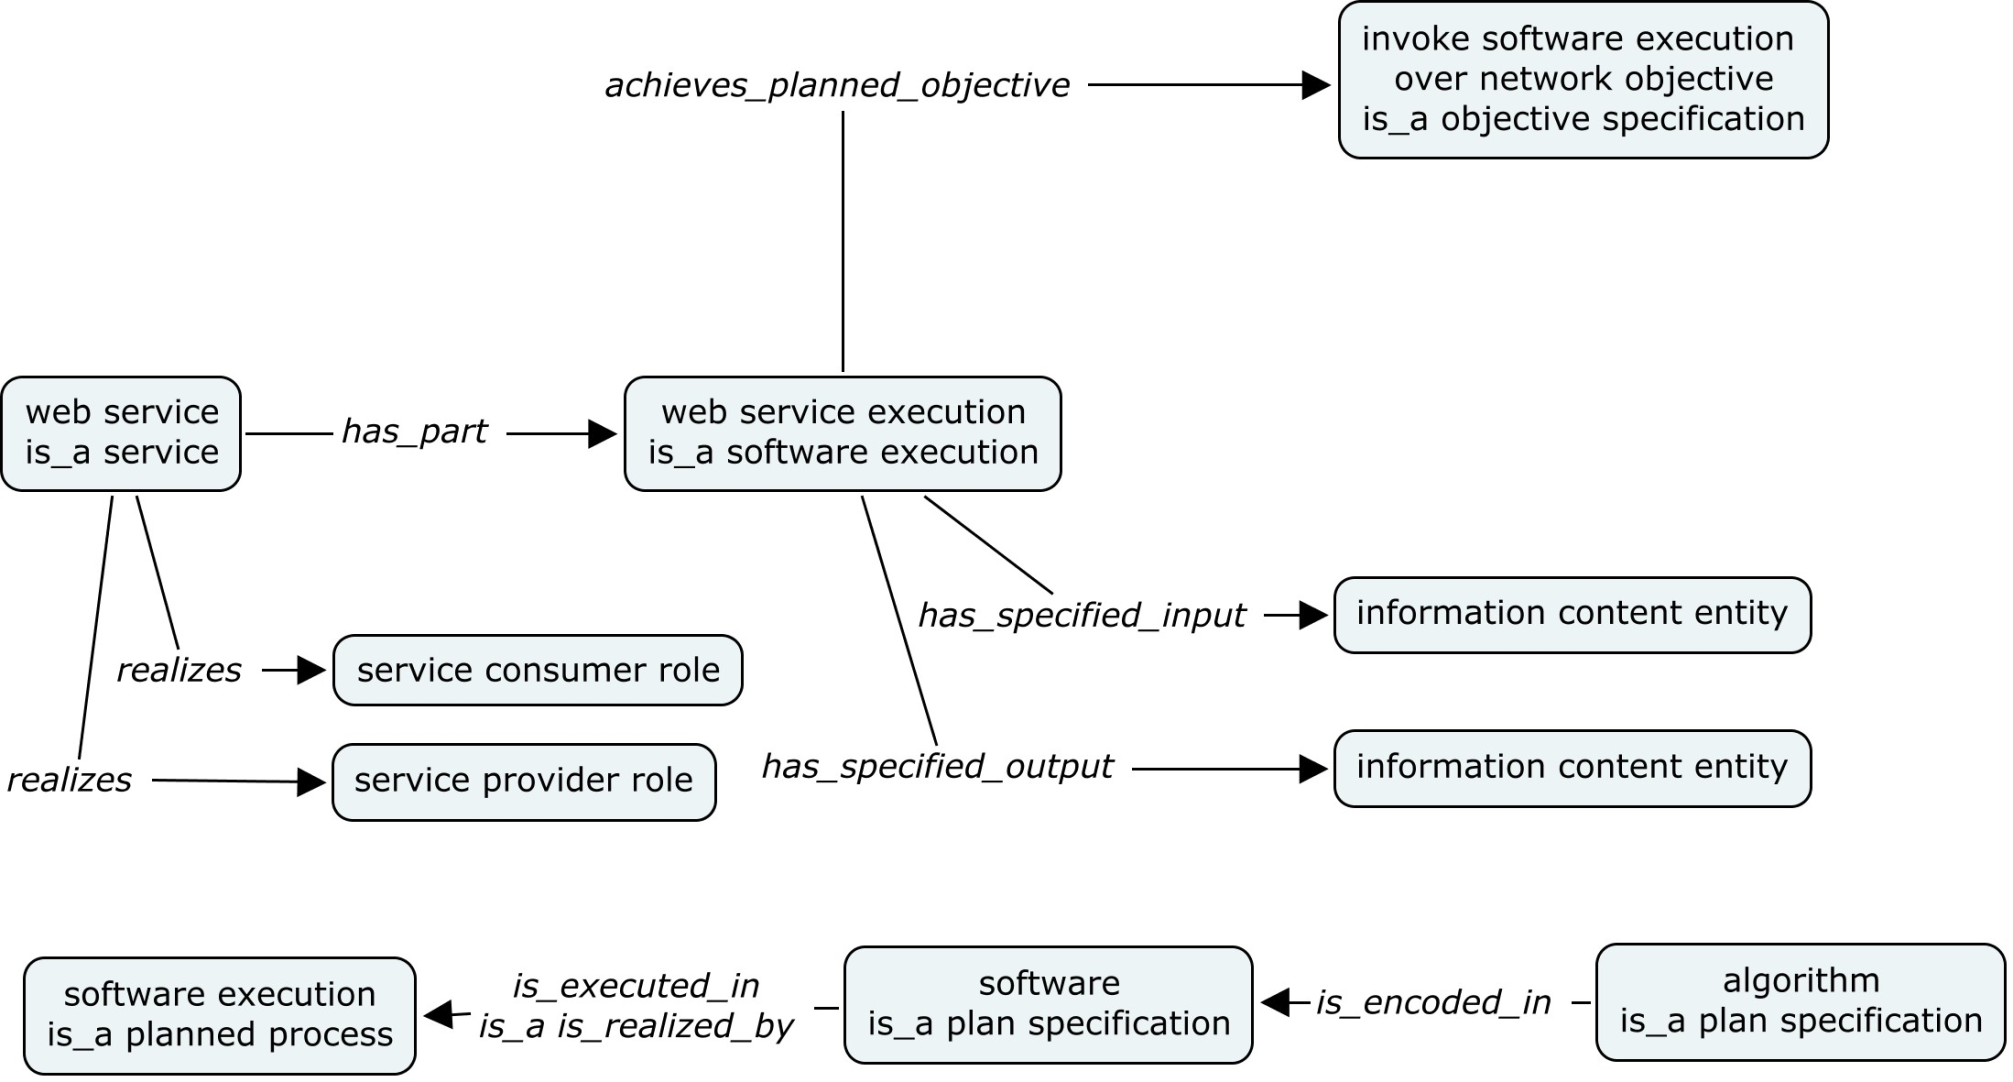 invoke software execution
over network objective
is_a objective specification
achieves_planned_objective
web service
is_a service
has_part
web service execution
is_a software execution
has_specified_input
information content entity
realizes
service consumer role
has_specified_output
information content entity
realizes
service provider role
software execution
is_a planned process
is_executed_in
is_a is_realized_by
software
is_a plan specification
is_encoded_in
algorithm
is_a plan specification